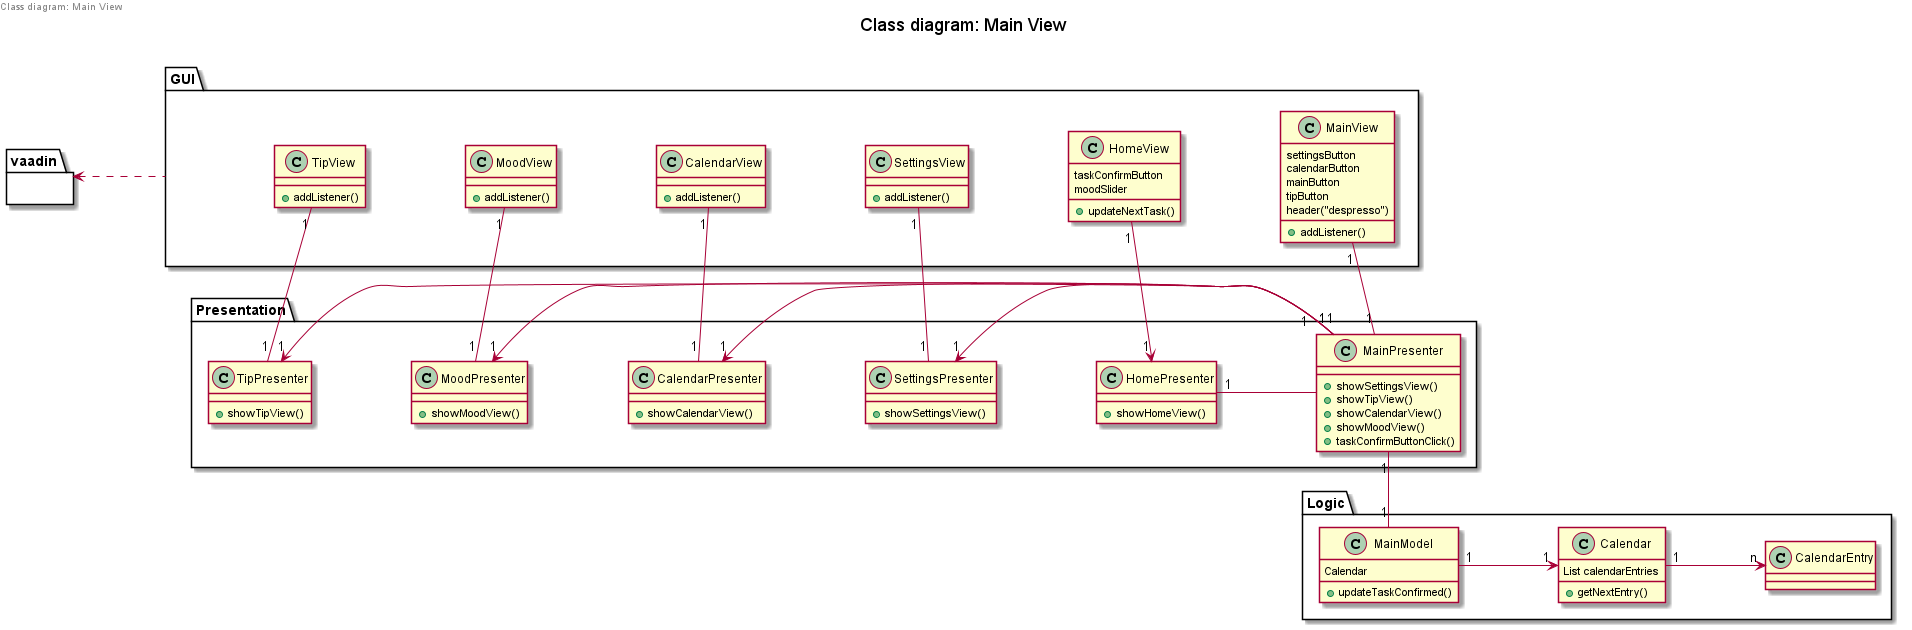 Class diagram: Main View
Class diagram: Main View
GUI
vaadin
TipView
addListener()
MoodView
addListener()
CalendarView
addListener()
SettingsView
addListener()
HomeView
taskConfirmButton
moodSlider
updateNextTask()
MainView
settingsButton
calendarButton
mainButton
tipButton
header("despresso")
addListener()
1
1
1
1
1
1
Presentation
1
1
1
1
1
1
1
1
1
1
1
1
1
TipPresenter
showTipView()
MoodPresenter
showMoodView()
CalendarPresenter
showCalendarView()
SettingsPresenter
showSettingsView()
HomePresenter
showHomeView()
1
MainPresenter
showSettingsView()
showTipView()
showCalendarView()
showMoodView()
taskConfirmButtonClick()
1
Logic
1
MainModel
Calendar
updateTaskConfirmed()
1
1
Calendar
List calendarEntries
getNextEntry()
1
n
CalendarEntry